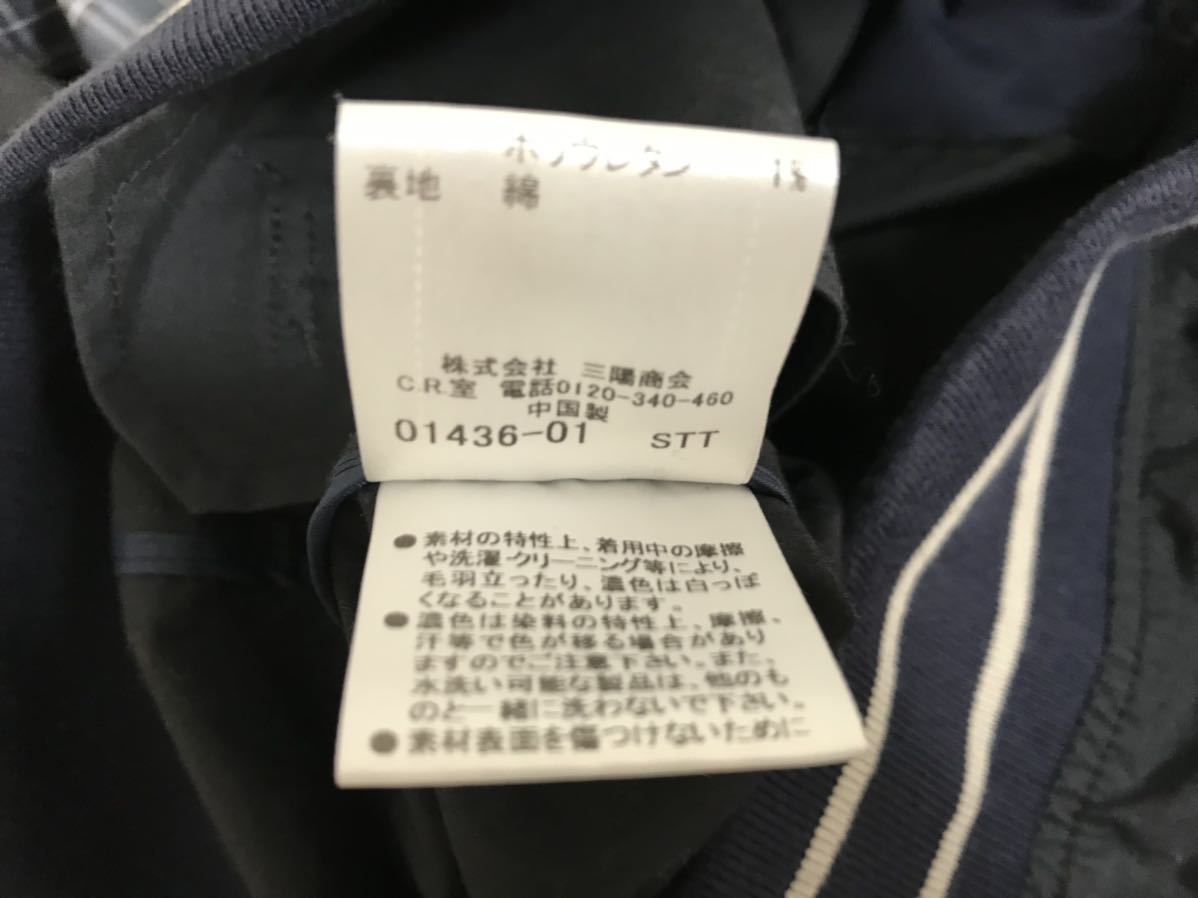 ポリウレタン 1%
裏地 綿
株式会社 三陽商会
C.R.室 電話0120-340-460
中国製
01436-01 STT
●素材の特性上、着用中の摩擦
や洗濯・クリーニング等により、
毛羽立ったり、濃色は白っぽ
くなることがあります。
●濃色は染料の特性上、摩擦、
汗等で色が移る場合があり
ますのでご注意下さい。また、
水洗い可能な製品は、他のも
のと一緒に洗わないで下さい。
●素材表面を傷つけないために